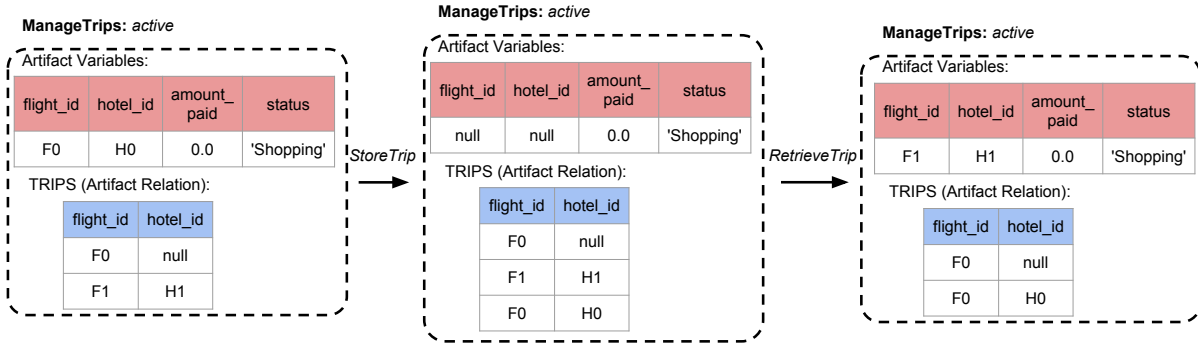 ManageTrips: active
Artifact Variables:
flight_id hotel_id amount_ paid status
F0 H0 0.0 'Shopping'
TRIPS (Artifact Relation):
flight_id hotel_id
F0 null
F1 H1
StoreTrip
ManageTrips: active
Artifact Variables:
flight_id hotel_id amount_ paid status
null null 0.0 'Shopping'
TRIPS (Artifact Relation):
flight_id hotel_id
F0 null
F1 H1
F0 H0
RetrieveTrip
ManageTrips: active
Artifact Variables:
flight_id hotel_id amount_ paid status
F1 H1 0.0 'Shopping'
TRIPS (Artifact Relation):
flight_id hotel_id
F0 null
F0 H0